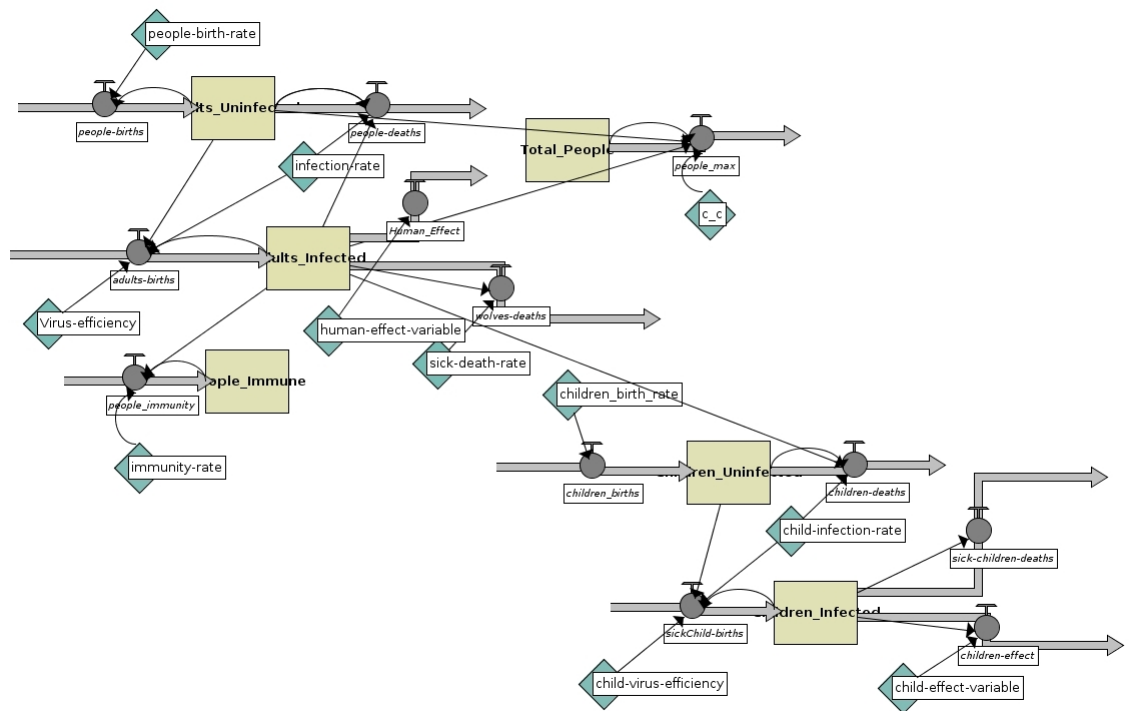 people-birth-rate
people-births
lts_Uninfec
people-deaths
infection-rate
Total_People
people_max
c_c
Human_Effect
adults-births
ults_Infected
Virus-efficiency
human-effect-variable
wolves-deaths
sick-death-rate
ople_Immune
people_immunity
immunity-rate
children_birth_rate
children_births
ren_Uninfected
children-deaths
child-infection-rate
sick-children-deaths
sickChild-births
dren_Infected
children-effect
child-virus-efficiency
child-effect-variable